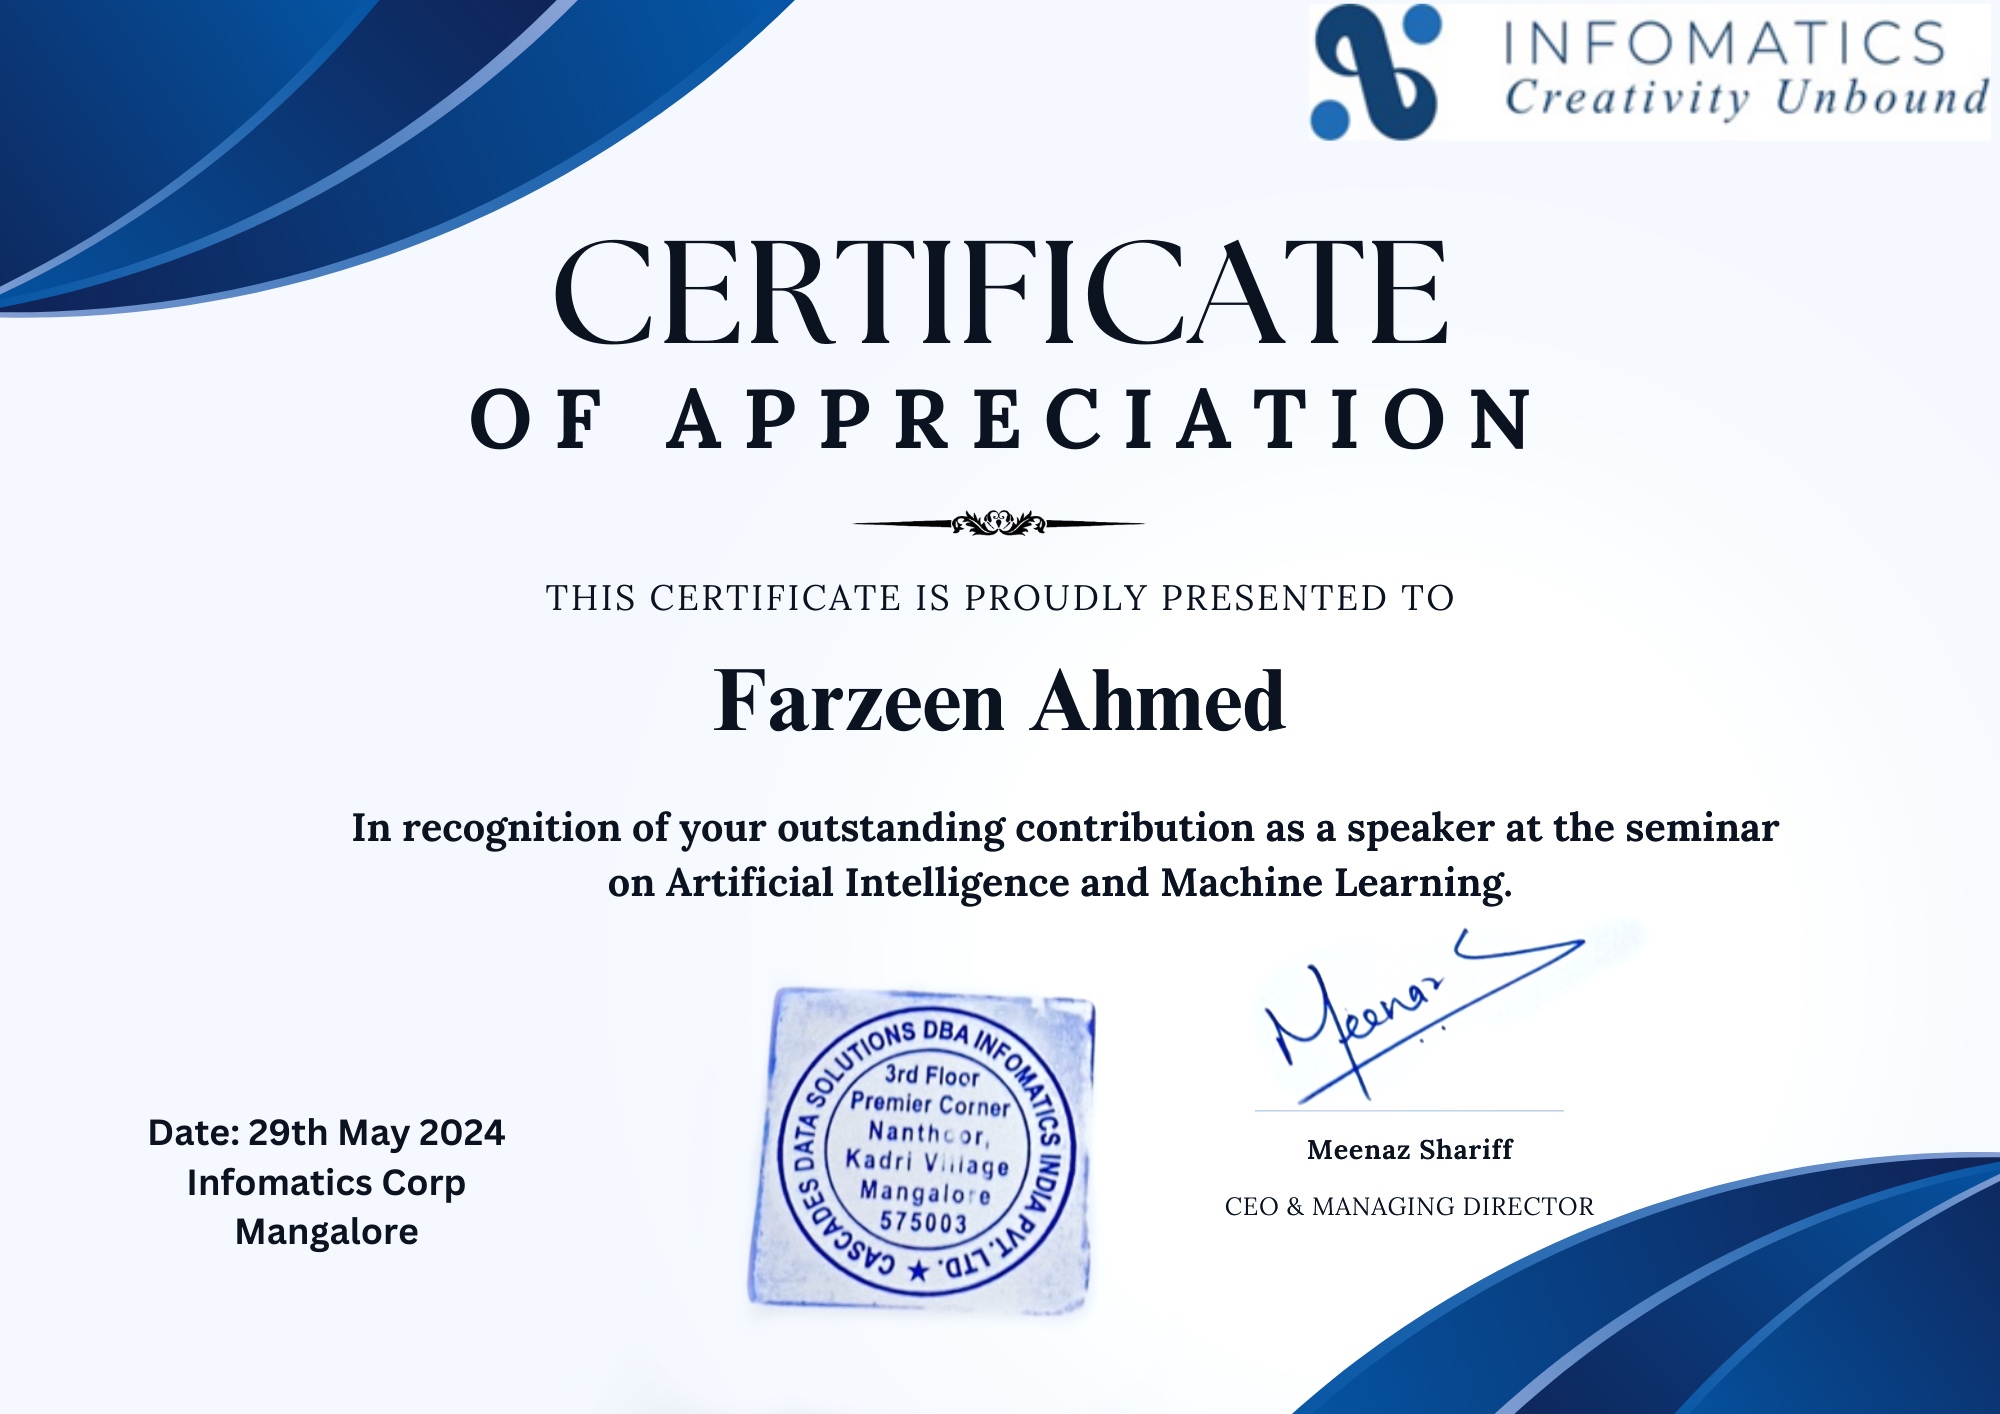 INFOMATICS
Creativity Unbound
CERTIFICATE
OF APPRECIATION
THIS CERTIFICATE IS PROUDLY PRESENTED TO
Farzeen Ahmed
In recognition of your outstanding contribution as a speaker at the seminar
on Artificial Intelligence and Machine Learning.
Meenaz
CASCADES DATA SOLUTIONS DBA INFOMATICS INDIA PVT. LTD. ★
3rd Floor
Premier Corner
Nanthoor,
Kadri Village
Mangalore
575003
Date: 29th May 2024
Infomatics Corp
Mangalore
Meenaz Shariff
CEO & MANAGING DIRECTOR